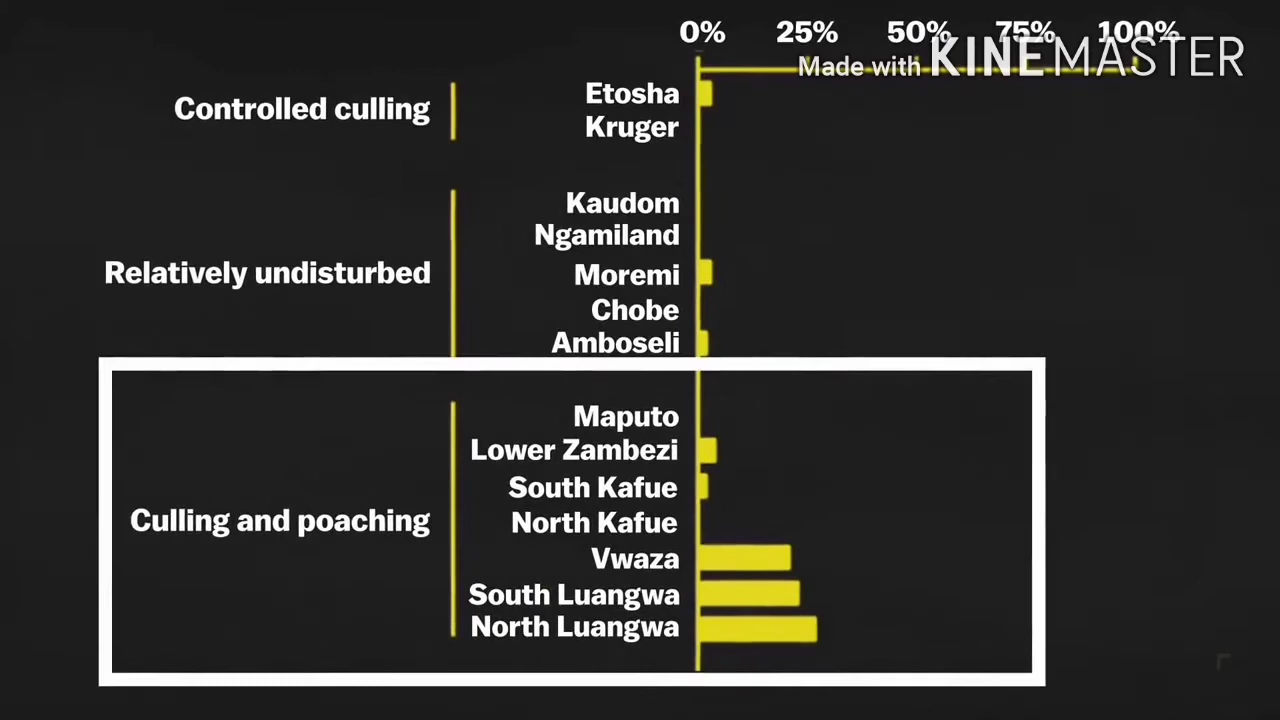 0% 25% 50% 75% 100%
Made with KINEMASTER
Controlled culling
Etosha
Kruger
Relatively undisturbed
Kaudom
Ngamiland
Moremi
Chobe
Amboseli
Culling and poaching
Maputo
Lower Zambezi
South Kafue
North Kafue
Vwaza
South Luangwa
North Luangwa